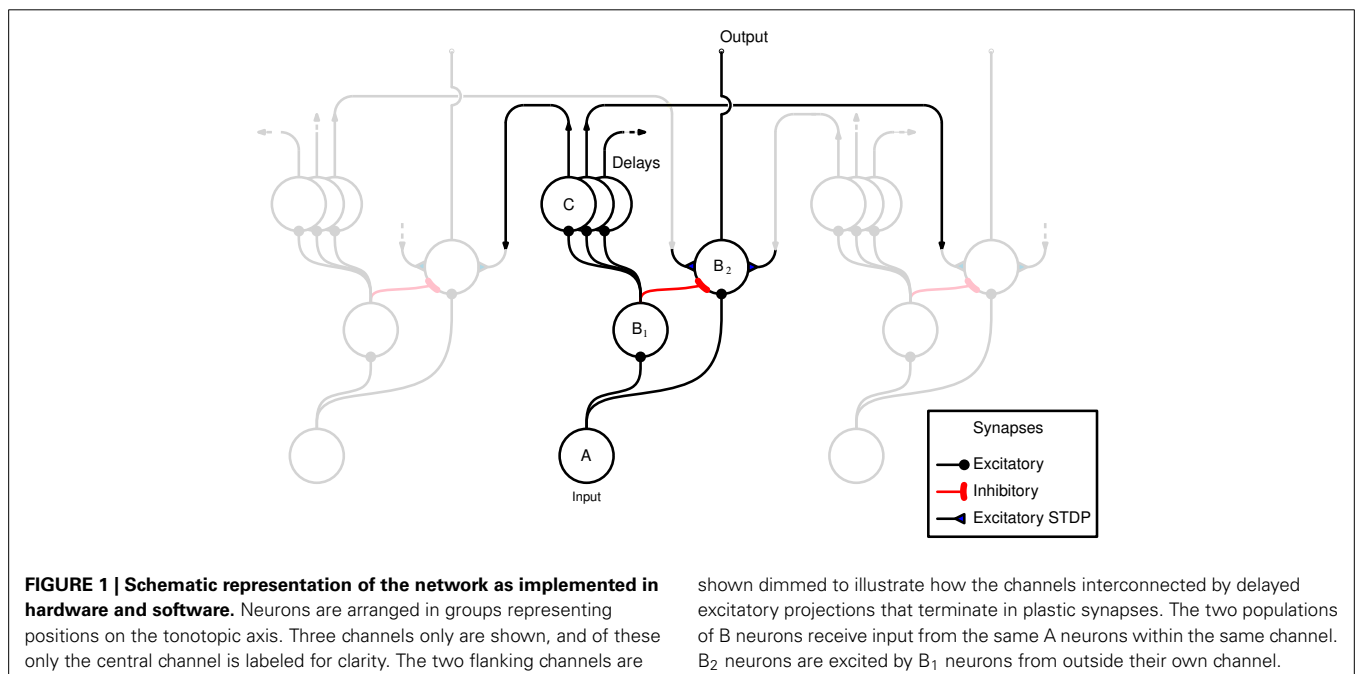 Output
Delays
C
B₂
B₁
A
Input
Synapses
Excitatory
Inhibitory
Excitatory STDP
FIGURE 1 | Schematic representation of the network as implemented in
hardware and software. Neurons are arranged in groups representing
positions on the tonotopic axis. Three channels only are shown, and of these
only the central channel is labeled for clarity. The two flanking channels are
shown dimmed to illustrate how the channels interconnected by delayed
excitatory projections that terminate in plastic synapses. The two populations
of B neurons receive input from the same A neurons within the same channel.
B₂ neurons are excited by B₁ neurons from outside their own channel.